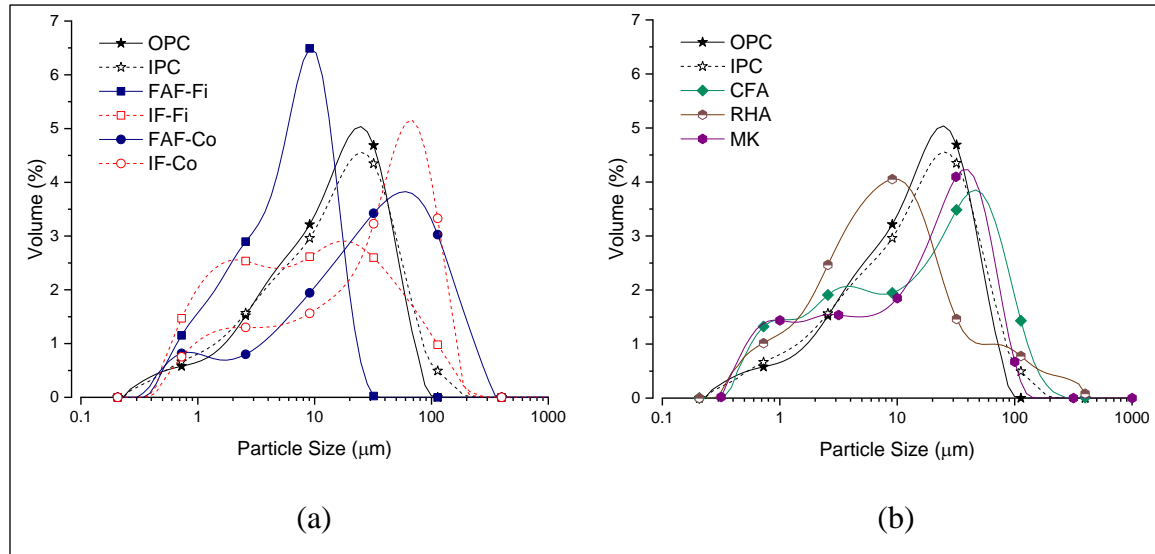 7
6
5
4
3
2
1
0
Volume (%)
OPC
IPC
FAF-Fi
IF-Fi
FAF-Co
IF-Co
0.1 1 10 100 1000
Particle Size (μm)
(a)
7
6
5
4
3
2
1
0
Volume (%)
OPC
IPC
CFA
RHA
MK
0.1 1 10 100 1000
Particle Size (μm)
(b)